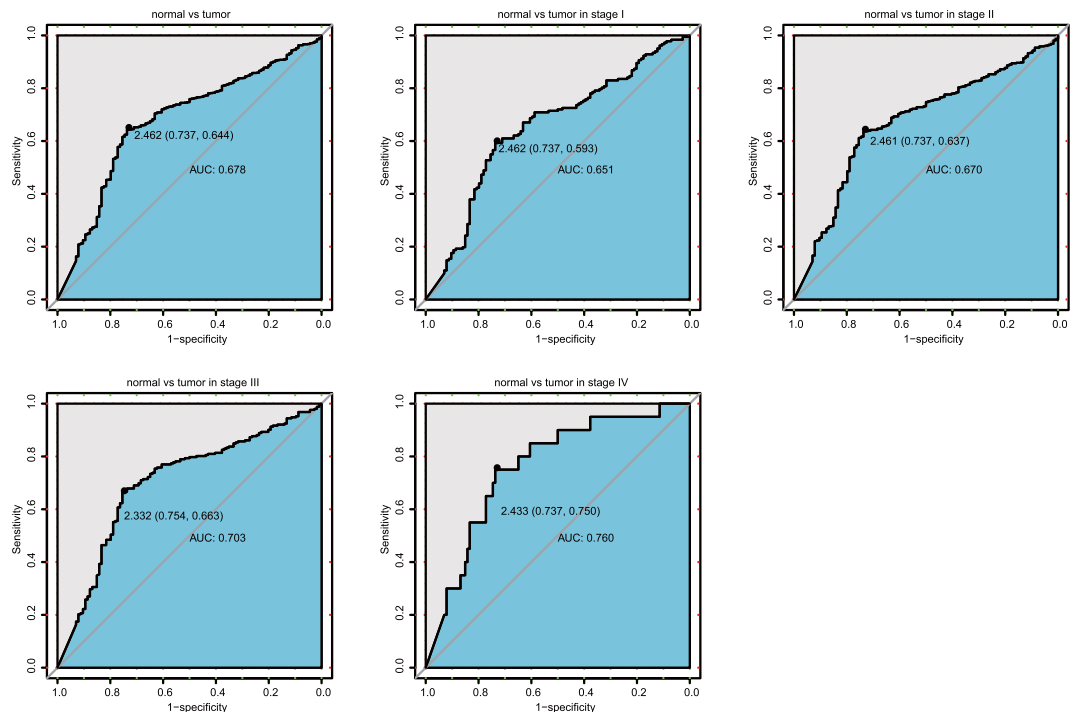 normal vs tumor
1.0
0.8
0.6
0.4
0.2
0.0
Sensitivity
2.462 (0.737, 0.644)
AUC: 0.678
1.0 0.8 0.6 0.4 0.2 0.0
1−specificity
normal vs tumor in stage I
1.0
0.8
0.6
0.4
0.2
0.0
Sensitivity
2.462 (0.737, 0.593)
AUC: 0.651
1.0 0.8 0.6 0.4 0.2 0.0
1−specificity
normal vs tumor in stage II
1.0
0.8
0.6
0.4
0.2
0.0
Sensitivity
2.461 (0.737, 0.637)
AUC: 0.670
1.0 0.8 0.6 0.4 0.2 0.0
1−specificity
normal vs tumor in stage III
1.0
0.8
0.6
0.4
0.2
0.0
Sensitivity
2.332 (0.754, 0.663)
AUC: 0.703
1.0 0.8 0.6 0.4 0.2 0.0
1−specificity
normal vs tumor in stage IV
1.0
0.8
0.6
0.4
0.2
0.0
Sensitivity
2.433 (0.737, 0.750)
AUC: 0.760
1.0 0.8 0.6 0.4 0.2 0.0
1−specificity